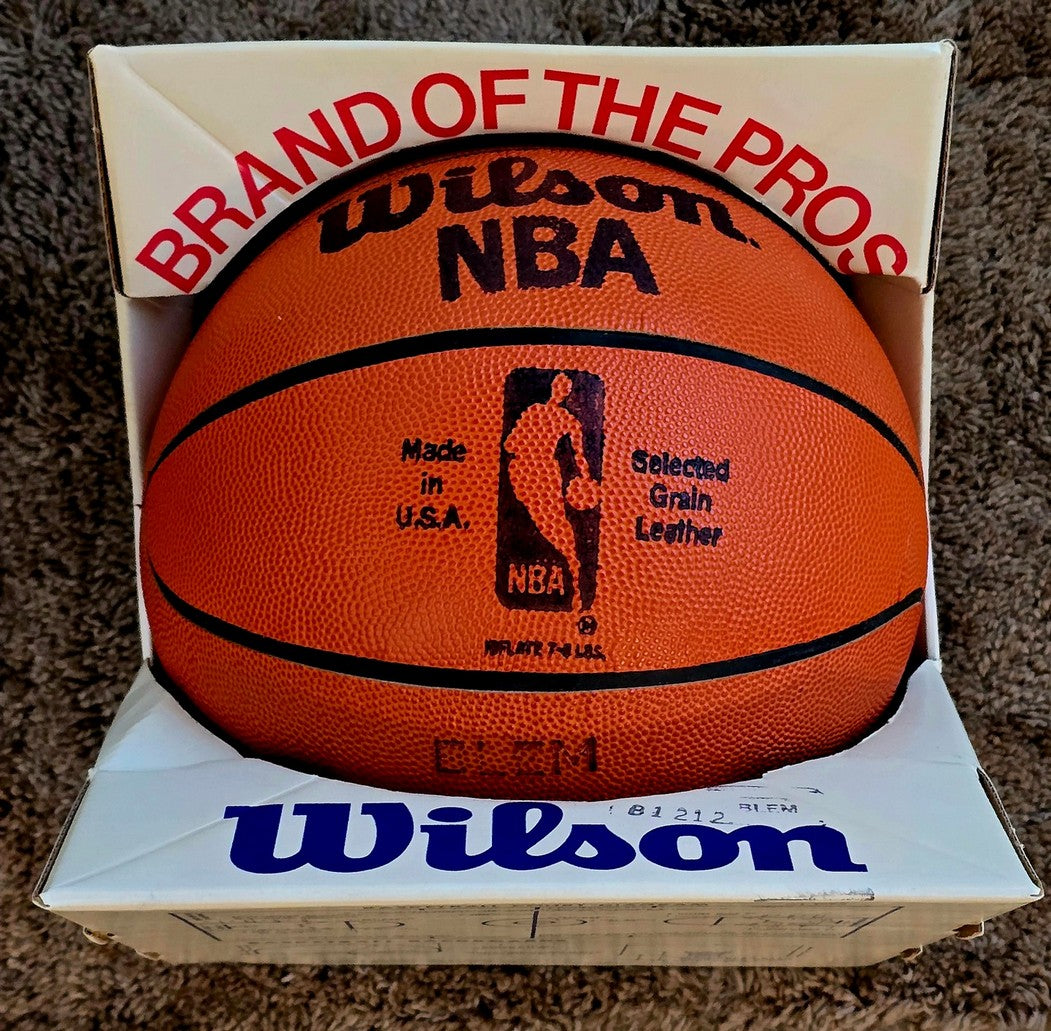 BRAND OF THE PROS
Wilson.
NBA
Made
in
U.S.A.
Selected
Grain
Leather
NBA
INFLATE 7-8 LBS.
BLEM
B1212 BLEM
Wilson